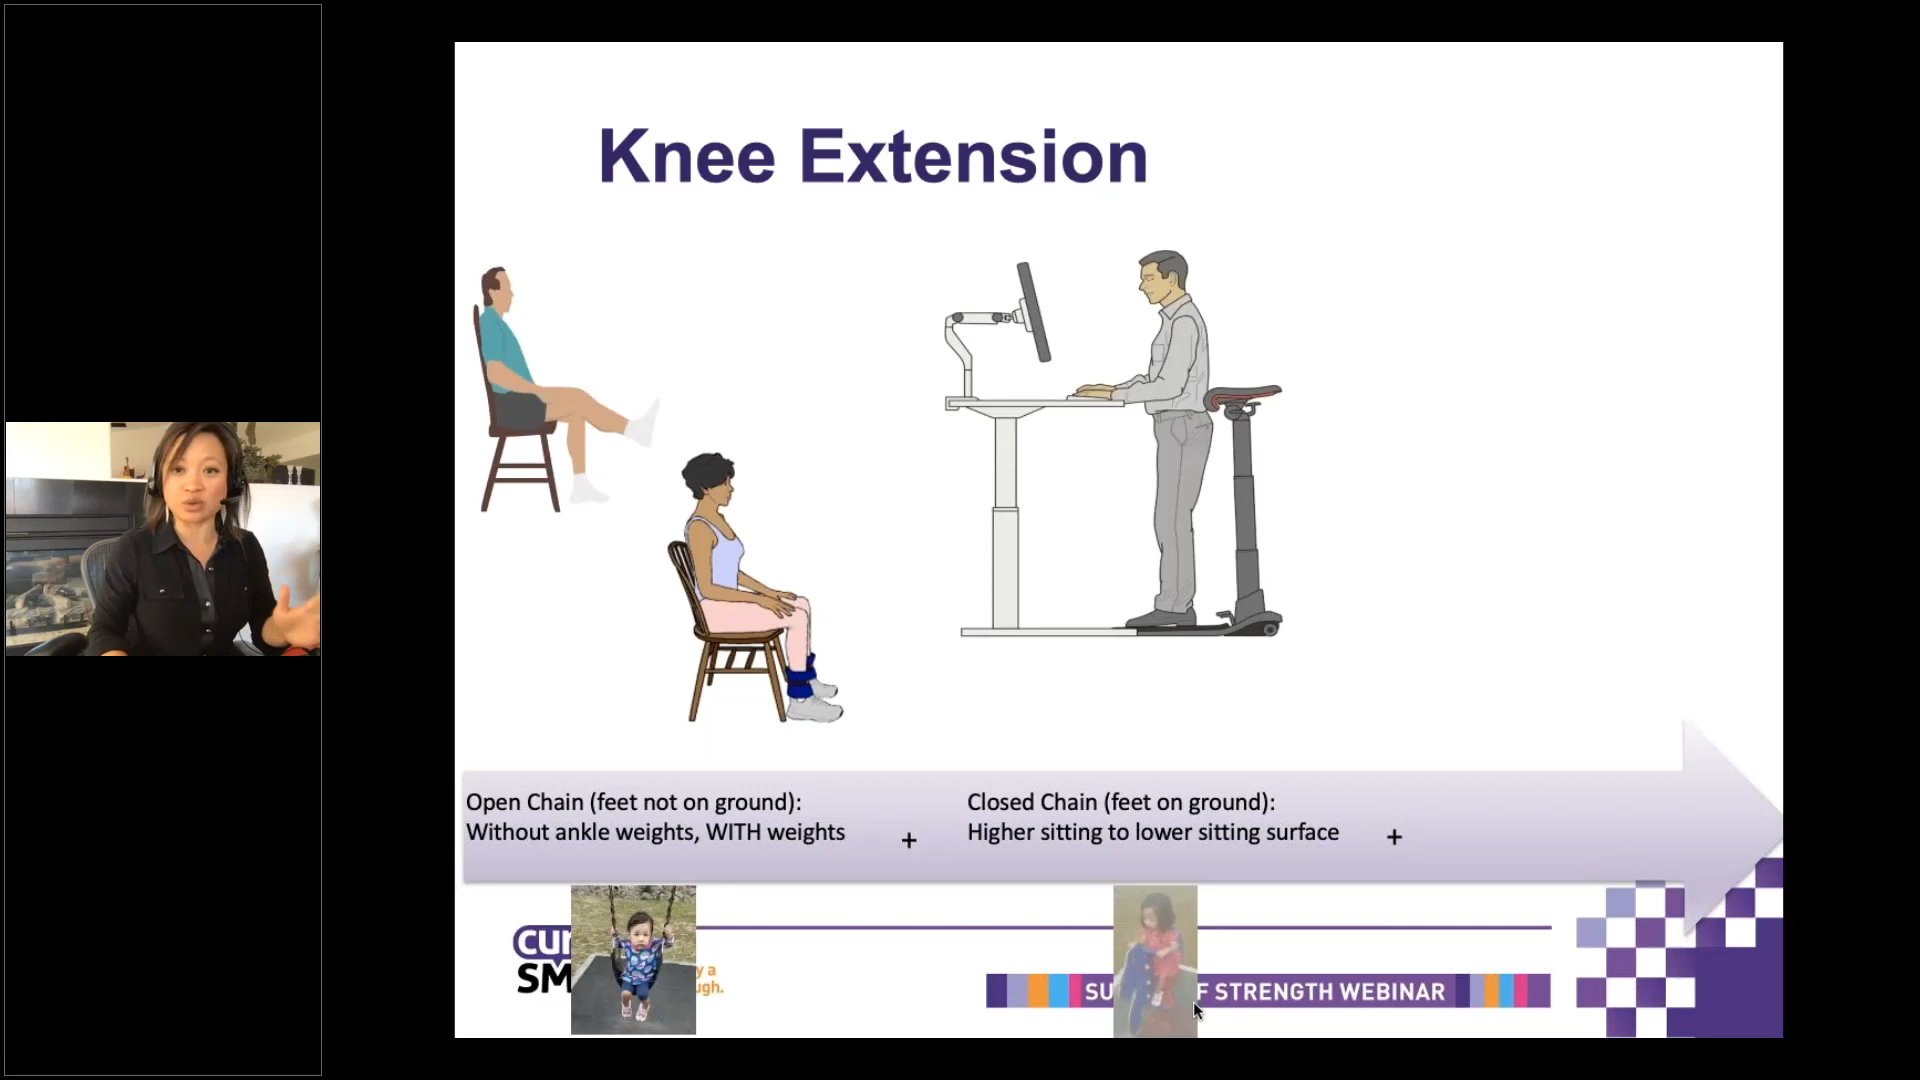 Knee Extension
Open Chain (feet not on ground):
Without ankle weights, WITH weights
+
Closed Chain (feet on ground):
Higher sitting to lower sitting surface
+
STRENGTH WEBINAR